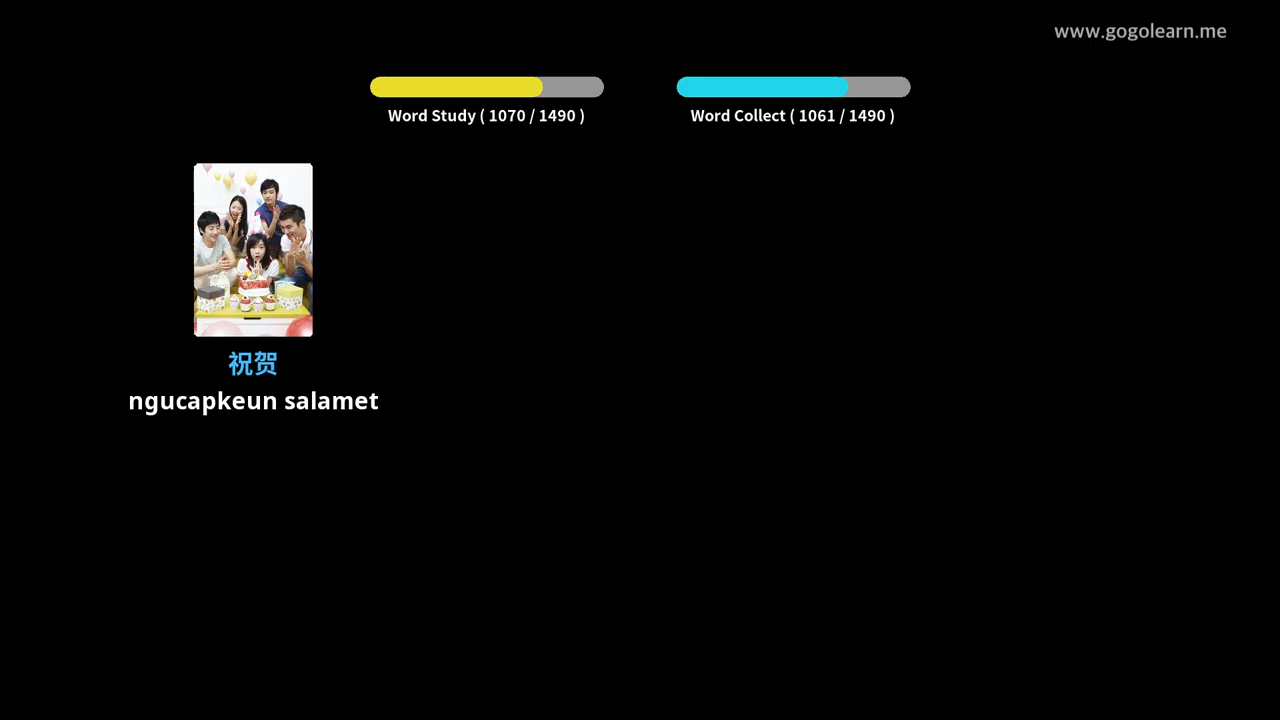 www.gogolearn.me
Word Study ( 1070 / 1490 )
Word Collect ( 1061 / 1490 )
祝贺
ngucapkeun salamet